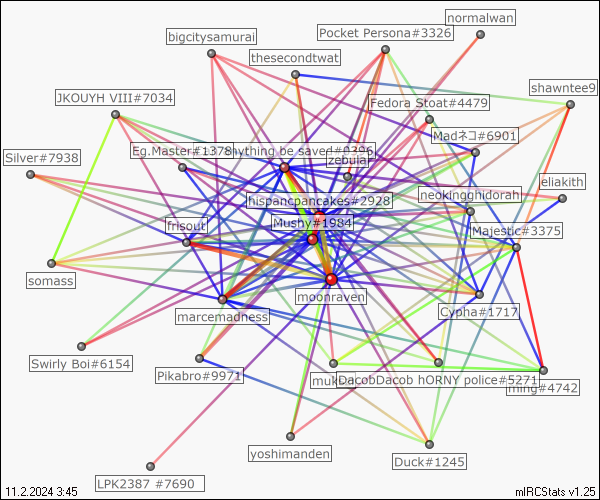 normalwan
Pocket Persona#3326
bigcitysamurai
thesecondtwat
shawntee9
JKOUYH VIII#7034
Fedora Stoat#4479
Madネコ#6901
Eg.Master#1378
ything be saved#0396
Silver#7938
zebular
eliakith
neokingghidorah
hispancpancakes#2928
frisout
Mushy#1984
Majestic#3375
somass
moonraven
marcemadness
Cypha#1717
Swirly Boi#6154
Pikabro#9971
muk
DacobDacob hORNY police#5271
ming#4742
yoshimanden
Duck#1245
LPK2387 #7690
11.2.2024 3:45
mIRCStats v1.25